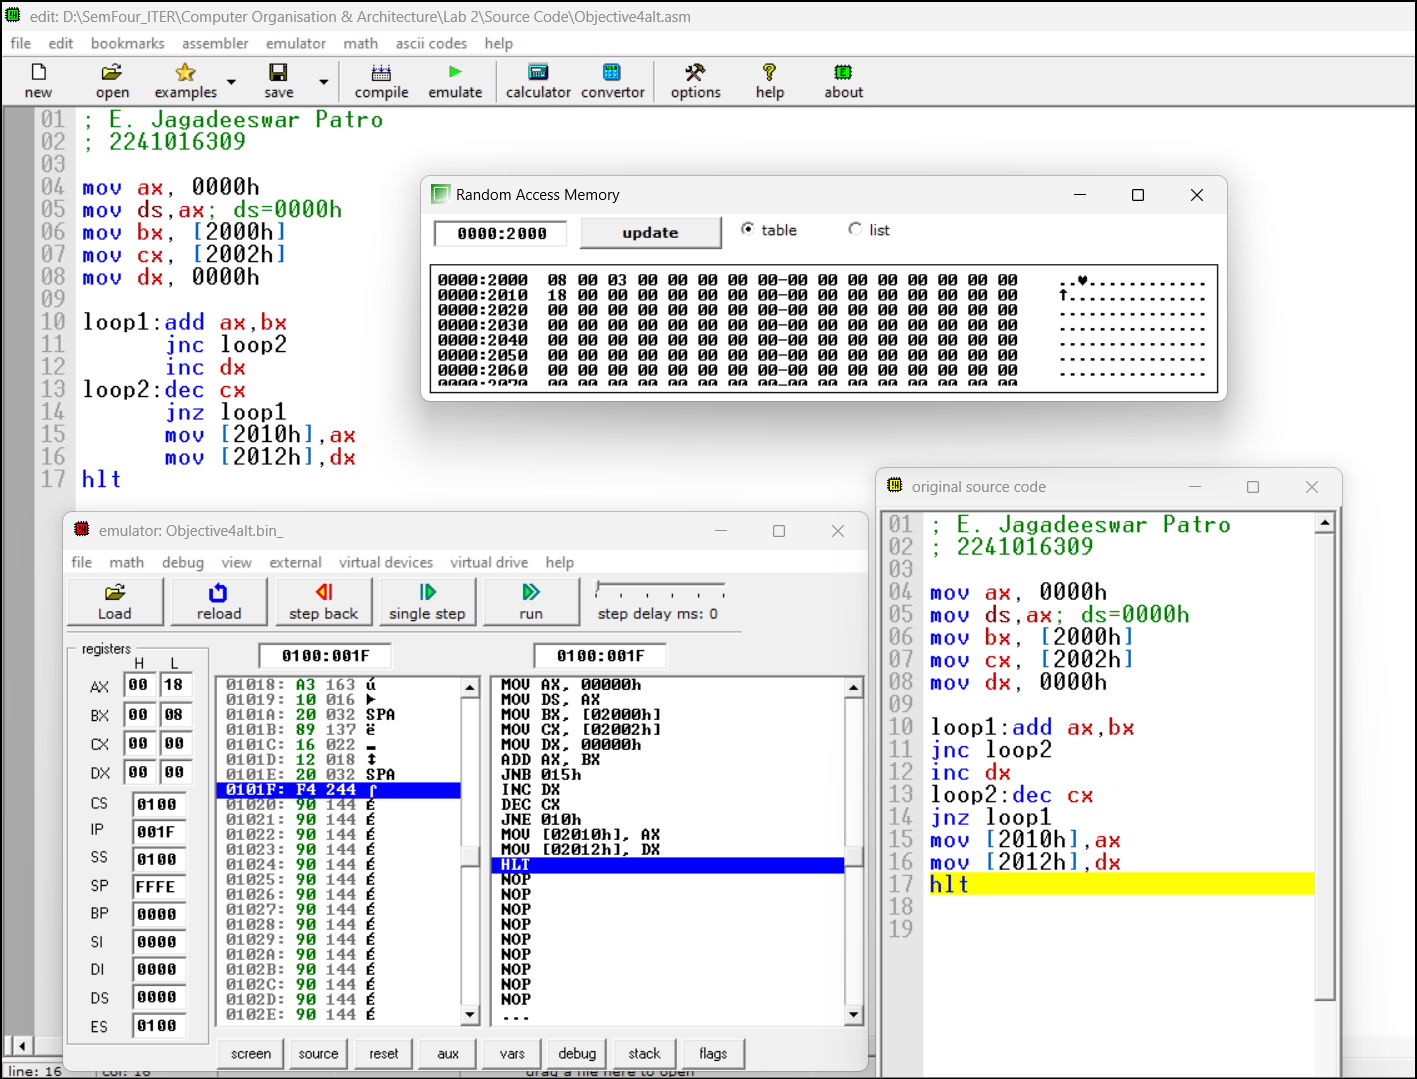 edit: D:\SemFour_ITER\Computer Organisation & Architecture\Lab 2\Source Code\Objective4alt.asm
file edit bookmarks assembler emulator math ascii codes help
new open examples save compile emulate calculator convertor options help about
01 ; E. Jagadeeswar Patro
02 ; 2241016309
03
04 mov ax, 0000h
05 mov ds,ax; ds=0000h
06 mov bx, [2000h]
07 mov cx, [2002h]
08 mov dx, 0000h
09
10 loop1:add ax,bx
11 jnc loop2
12 inc dx
13 loop2:dec cx
14 jnz loop1
15 mov [2010h],ax
16 mov [2012h],dx
17 hlt
Random Access Memory
0000:2000 update table list
0000:2000 08 00 03 00 00 00 00 00-00 00 00 00 00 00 00 00 ..♥.............
0000:2010 18 00 00 00 00 00 00 00-00 00 00 00 00 00 00 00 ↑...............
0000:2020 00 00 00 00 00 00 00 00-00 00 00 00 00 00 00 00 ................
0000:2030 00 00 00 00 00 00 00 00-00 00 00 00 00 00 00 00 ................
0000:2040 00 00 00 00 00 00 00 00-00 00 00 00 00 00 00 00 ................
0000:2050 00 00 00 00 00 00 00 00-00 00 00 00 00 00 00 00 ................
0000:2060 00 00 00 00 00 00 00 00-00 00 00 00 00 00 00 00 ................
0000:2070 00 00 00 00 00 00 00 00-00 00 00 00 00 00 00 00
emulator: Objective4alt.bin_
file math debug view external virtual devices virtual drive help
Load reload step back single step run step delay ms: 0
registers
H L
AX 00 18
BX 00 08
CX 00 00
DX 00 00
CS 0100
IP 001F
SS 0100
SP FFFE
BP 0000
SI 0000
DI 0000
DS 0000
ES 0100
0100:001F
01018: A3 163 ú
01019: 10 016 ►
0101A: 20 032 SPA
0101B: 89 137 ë
0101C: 16 022 ▬
0101D: 12 018 ↕
0101E: 20 032 SPA
0101F: F4 244 ⌠
01020: 90 144 É
01021: 90 144 É
01022: 90 144 É
01023: 90 144 É
01024: 90 144 É
01025: 90 144 É
01026: 90 144 É
01027: 90 144 É
01028: 90 144 É
01029: 90 144 É
0102A: 90 144 É
0102B: 90 144 É
0102C: 90 144 É
0102D: 90 144 É
0102E: 90 144 É
0100:001F
MOV AX, 00000h
MOV DS, AX
MOV BX, [02000h]
MOV CX, [02002h]
MOV DX, 00000h
ADD AX, BX
JNB 015h
INC DX
DEC CX
JNE 010h
MOV [02010h], AX
MOV [02012h], DX
HLT
NOP
NOP
NOP
NOP
NOP
NOP
NOP
NOP
NOP
...
screen source reset aux vars debug stack flags
original source code
01 ; E. Jagadeeswar Patro
02 ; 2241016309
03
04 mov ax, 0000h
05 mov ds,ax; ds=0000h
06 mov bx, [2000h]
07 mov cx, [2002h]
08 mov dx, 0000h
09
10 loop1:add ax,bx
11 jnc loop2
12 inc dx
13 loop2:dec cx
14 jnz loop1
15 mov [2010h],ax
16 mov [2012h],dx
17 hlt
18
19
line: 16 col: 16 drag a file here to open